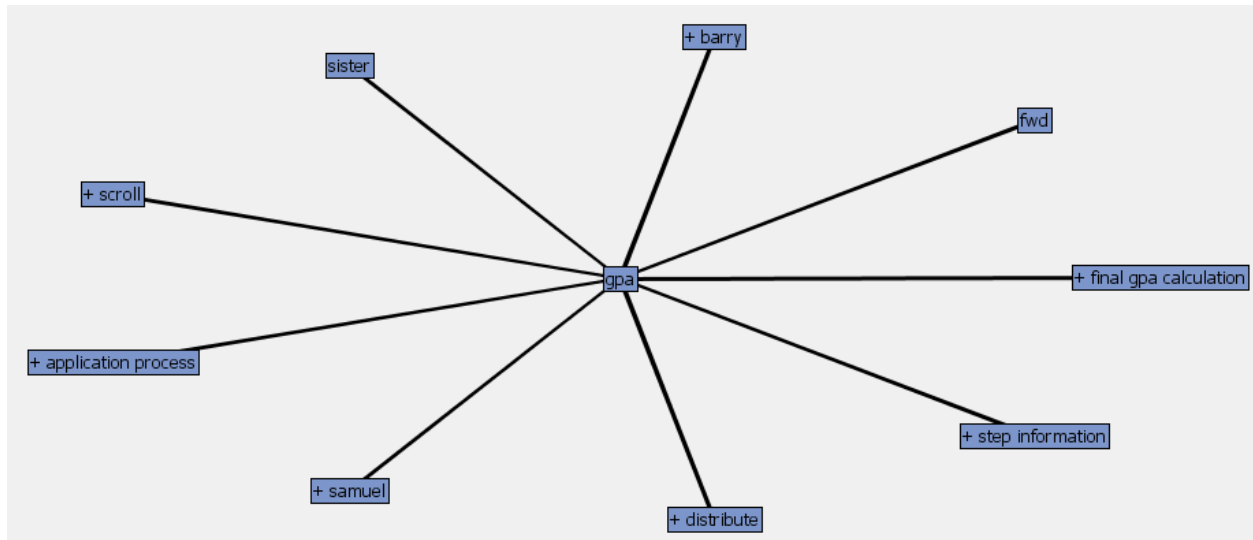 + barry
sister
fwd
+ scroll
gpa
+ final gpa calculation
+ application process
+ step information
+ samuel
+ distribute